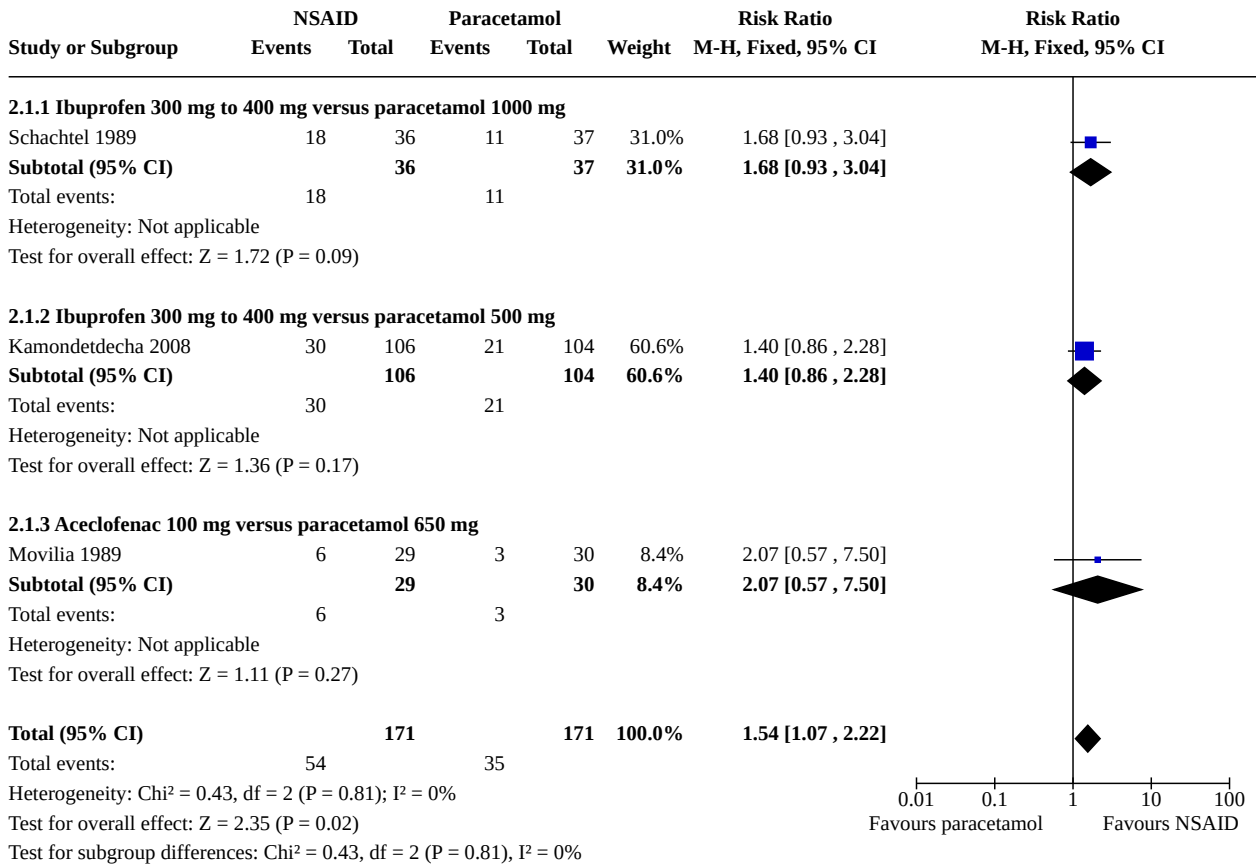 NSAID Paracetamol Risk Ratio Risk Ratio
Study or Subgroup Events Total Events Total Weight M-H, Fixed, 95% CI M-H, Fixed, 95% CI
2.1.1 Ibuprofen 300 mg to 400 mg versus paracetamol 1000 mg
Schachtel 1989 18 36 11 37 31.0% 1.68 [0.93 , 3.04]
Subtotal (95% CI) 36 37 31.0% 1.68 [0.93 , 3.04]
Total events: 18 11
Heterogeneity: Not applicable
Test for overall effect: Z = 1.72 (P = 0.09)
2.1.2 Ibuprofen 300 mg to 400 mg versus paracetamol 500 mg
Kamondetdecha 2008 30 106 21 104 60.6% 1.40 [0.86 , 2.28]
Subtotal (95% CI) 106 104 60.6% 1.40 [0.86 , 2.28]
Total events: 30 21
Heterogeneity: Not applicable
Test for overall effect: Z = 1.36 (P = 0.17)
2.1.3 Aceclofenac 100 mg versus paracetamol 650 mg
Movilia 1989 6 29 3 30 8.4% 2.07 [0.57 , 7.50]
Subtotal (95% CI) 29 30 8.4% 2.07 [0.57 , 7.50]
Total events: 6 3
Heterogeneity: Not applicable
Test for overall effect: Z = 1.11 (P = 0.27)
Total (95% CI) 171 171 100.0% 1.54 [1.07 , 2.22]
Total events: 54 35
Heterogeneity: Chi² = 0.43, df = 2 (P = 0.81); I² = 0%
0.01 0.1 1 10 100
Test for overall effect: Z = 2.35 (P = 0.02) Favours paracetamol Favours NSAID
Test for subgroup differences: Chi² = 0.43, df = 2 (P = 0.81), I² = 0%